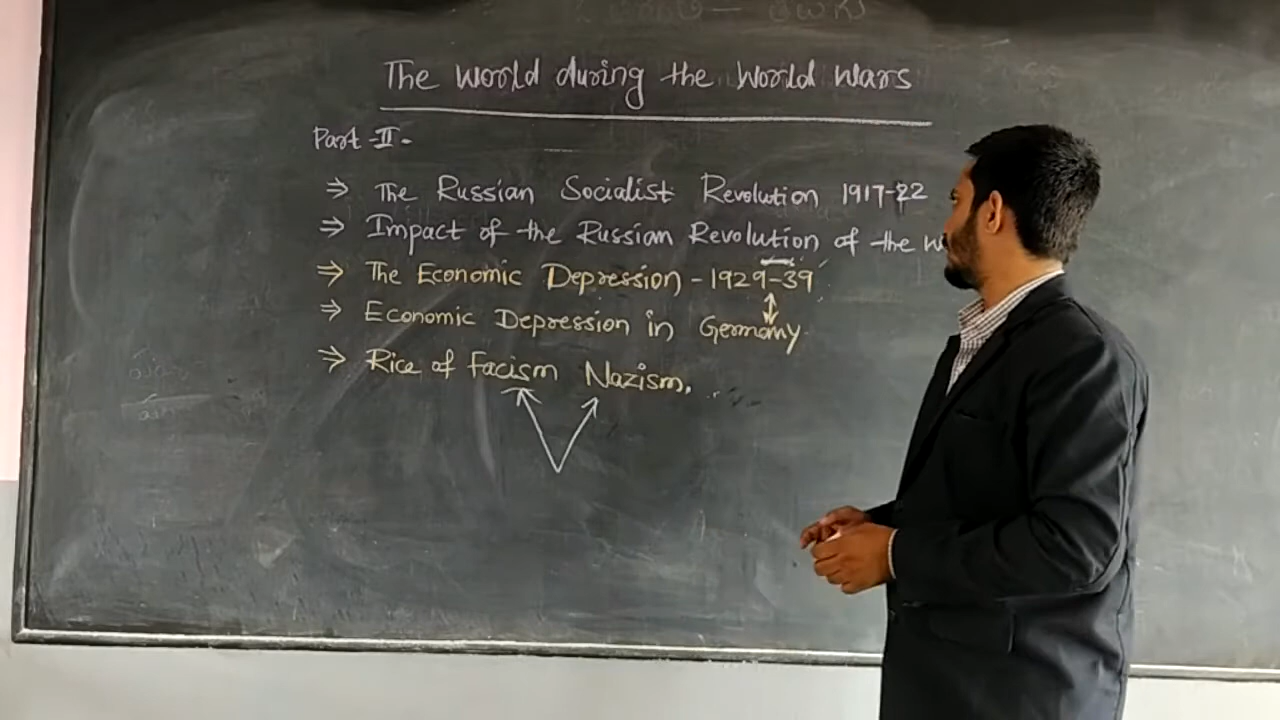 The World during the World Wars
Part-II.
⇒ The Russian Socialist Revolution 1917-22
⇒ Impact of the Russian Revolution of the
⇒ The Economic Depression - 1929-39
⇒ Economic Depression in Germany.
⇒ Rice of Facism Nazism.